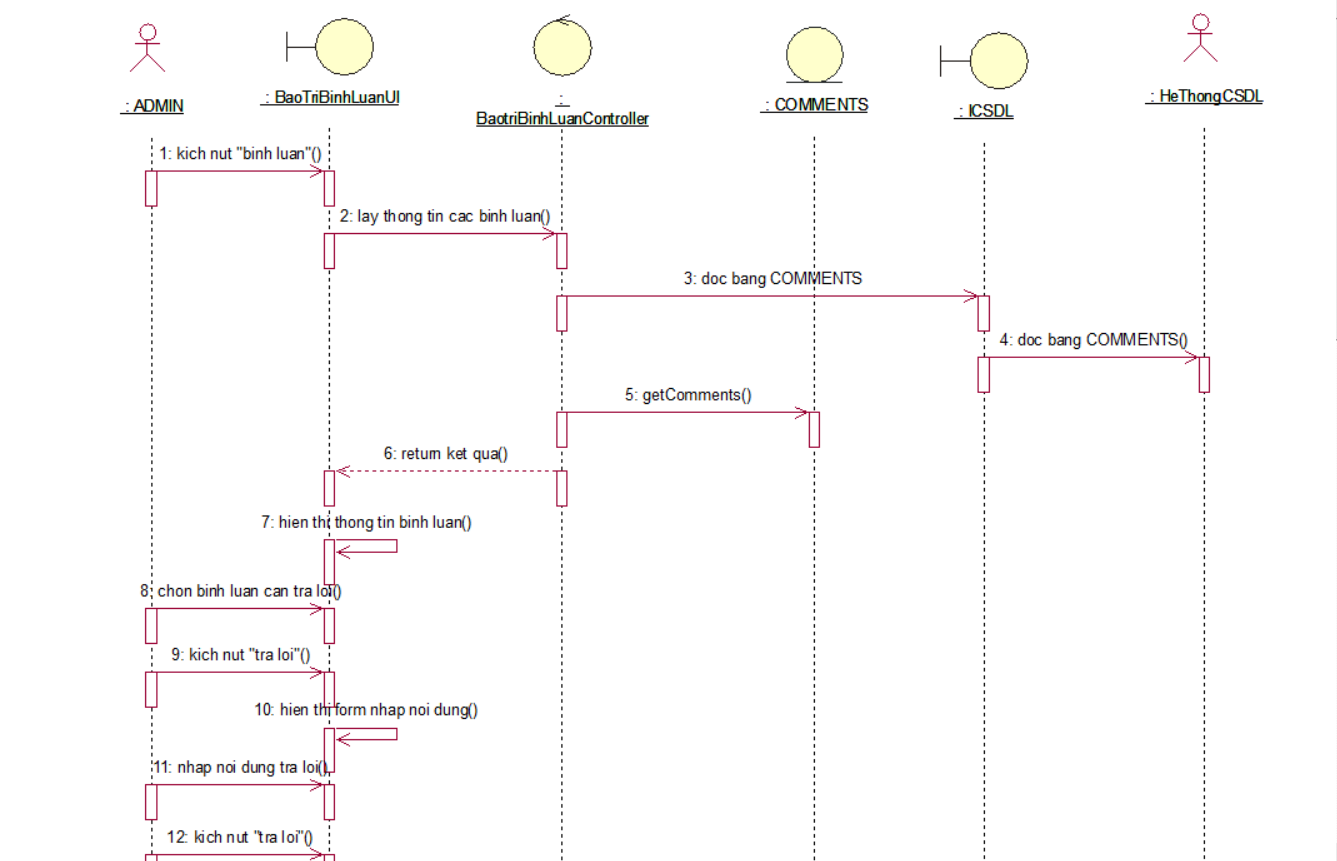 : ADMIN
: BaoTriBinhLuanUI
:
BaotriBinhLuanController
: COMMENTS
: ICSDL
: HeThongCSDL
1: kich nut "binh luan"()
2: lay thong tin cac binh luan()
3: doc bang COMMENTS
4: doc bang COMMENTS()
5: getComments()
6: return ket qua()
7: hien thi thong tin binh luan()
8: chon binh luan can tra loi()
9: kich nut "tra loi"()
10: hien thi form nhap noi dung()
11: nhap noi dung tra loi()
12: kich nut "tra loi"()